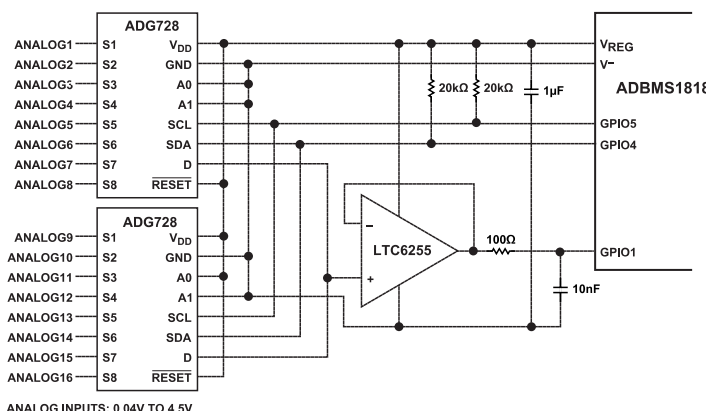 ADG728
ANALOG1 S1 VDD
ANALOG2 S2 GND
ANALOG3 S3 A0
ANALOG4 S4 A1
ANALOG5 S5 SCL
ANALOG6 S6 SDA
ANALOG7 S7 D
ANALOG8 S8 RESET
ADG728
ANALOG9 S1 VDD
ANALOG10 S2 GND
ANALOG11 S3 A0
ANALOG12 S4 A1
ANALOG13 S5 SCL
ANALOG14 S6 SDA
ANALOG15 S7 D
ANALOG16 S8 RESET
20kΩ 20kΩ 1µF
–
LTC6255
+
100Ω
10nF
VREG
V–
ADBMS1818
GPIO5
GPIO4
GPIO1
ANALOG INPUTS: 0.04V TO 4.5V